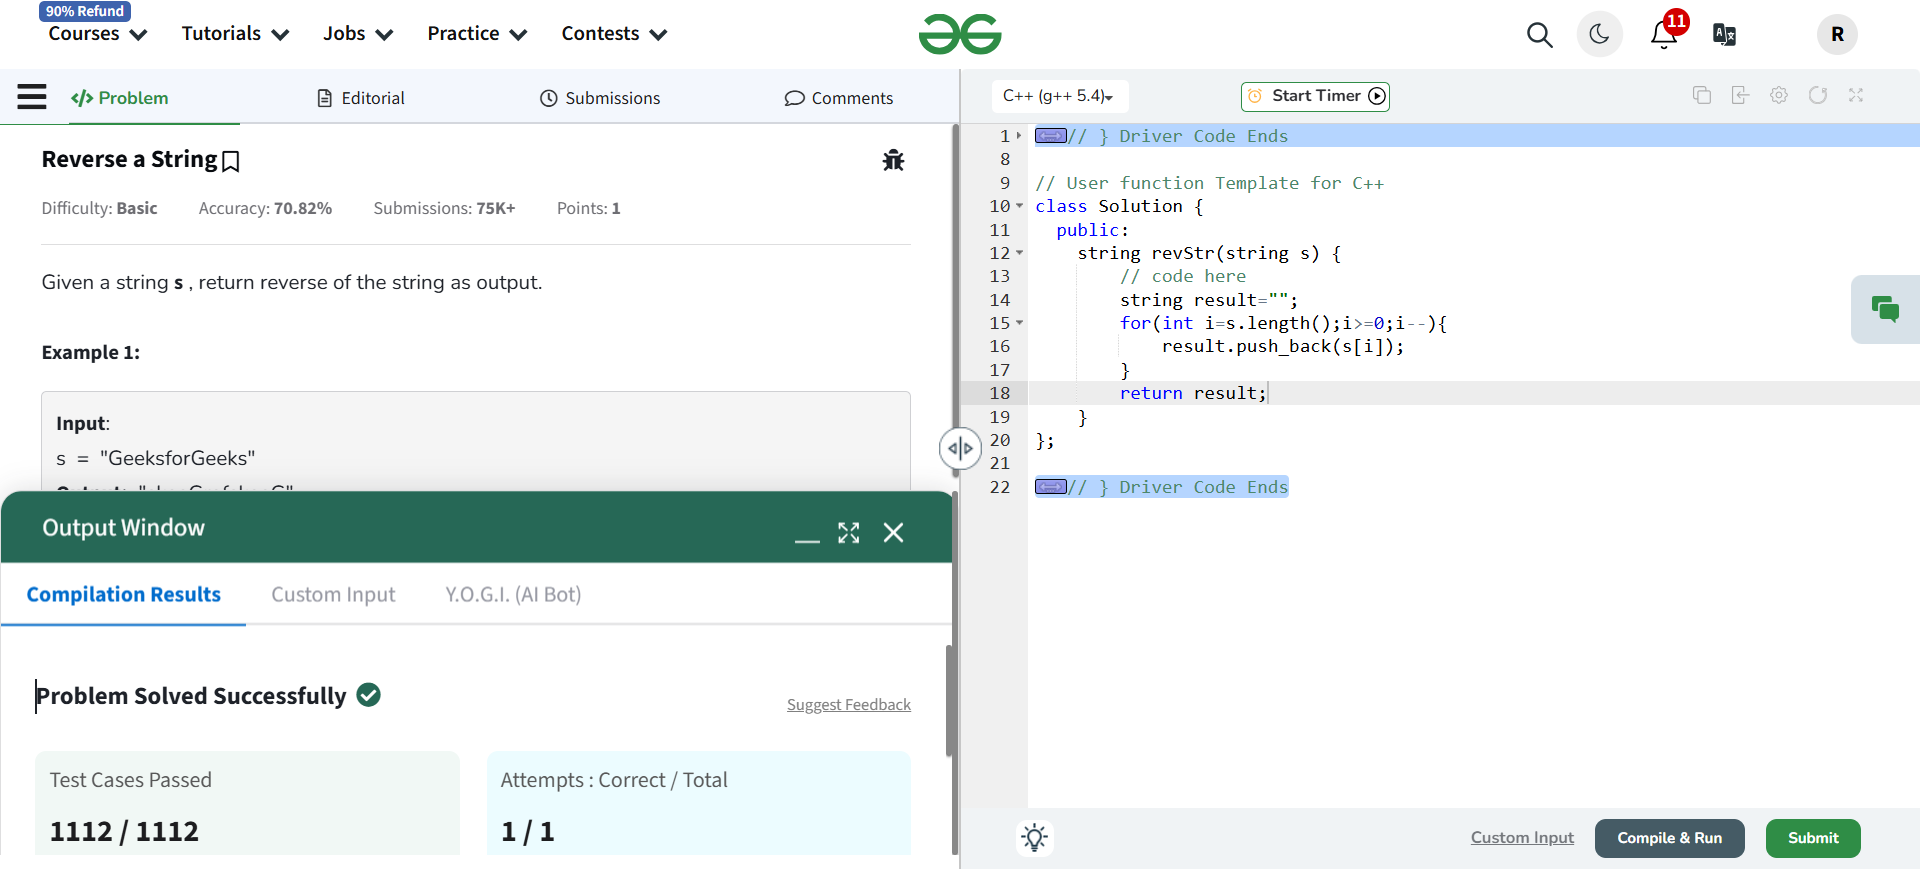 90% Refund
Courses Tutorials Jobs Practice Contests
11
R
</> Problem Editorial Submissions Comments
Reverse a String
Difficulty: Basic Accuracy: 70.82% Submissions: 75K+ Points: 1
Given a string s , return reverse of the string as output.
Example 1:
Input:
s = "GeeksforGeeks"
Output Window
Compilation Results Custom Input Y.O.G.I. (AI Bot)
Problem Solved Successfully
Suggest Feedback
Test Cases Passed
1112 / 1112
Attempts : Correct / Total
1 / 1
C++ (g++ 5.4)
Start Timer
1 // } Driver Code Ends
8
9 // User function Template for C++
10 class Solution {
11 public:
12 string revStr(string s) {
13 // code here
14 string result="";
15 for(int i=s.length();i>=0;i--){
16 result.push_back(s[i]);
17 }
18 return result;
19 }
20 };
21
22 // } Driver Code Ends
Custom Input Compile & Run Submit